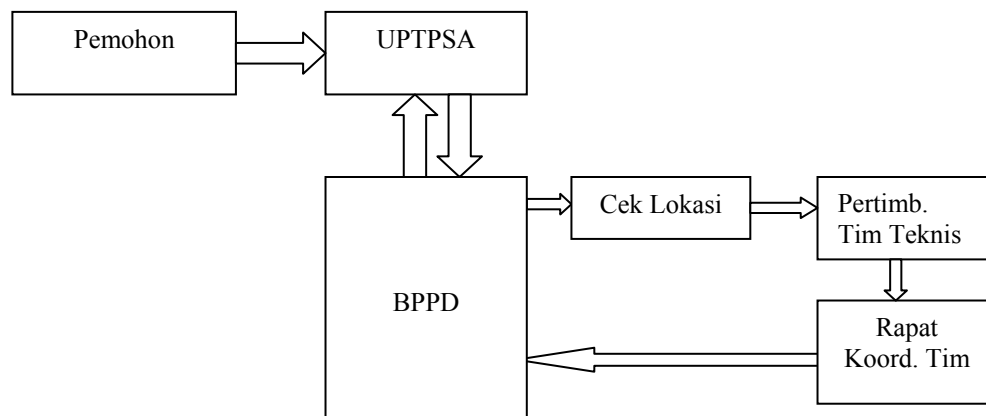 Pemohon
UPTPSA
Cek Lokasi
Pertimb.
Tim Teknis
BPPD
Rapat
Koord. Tim